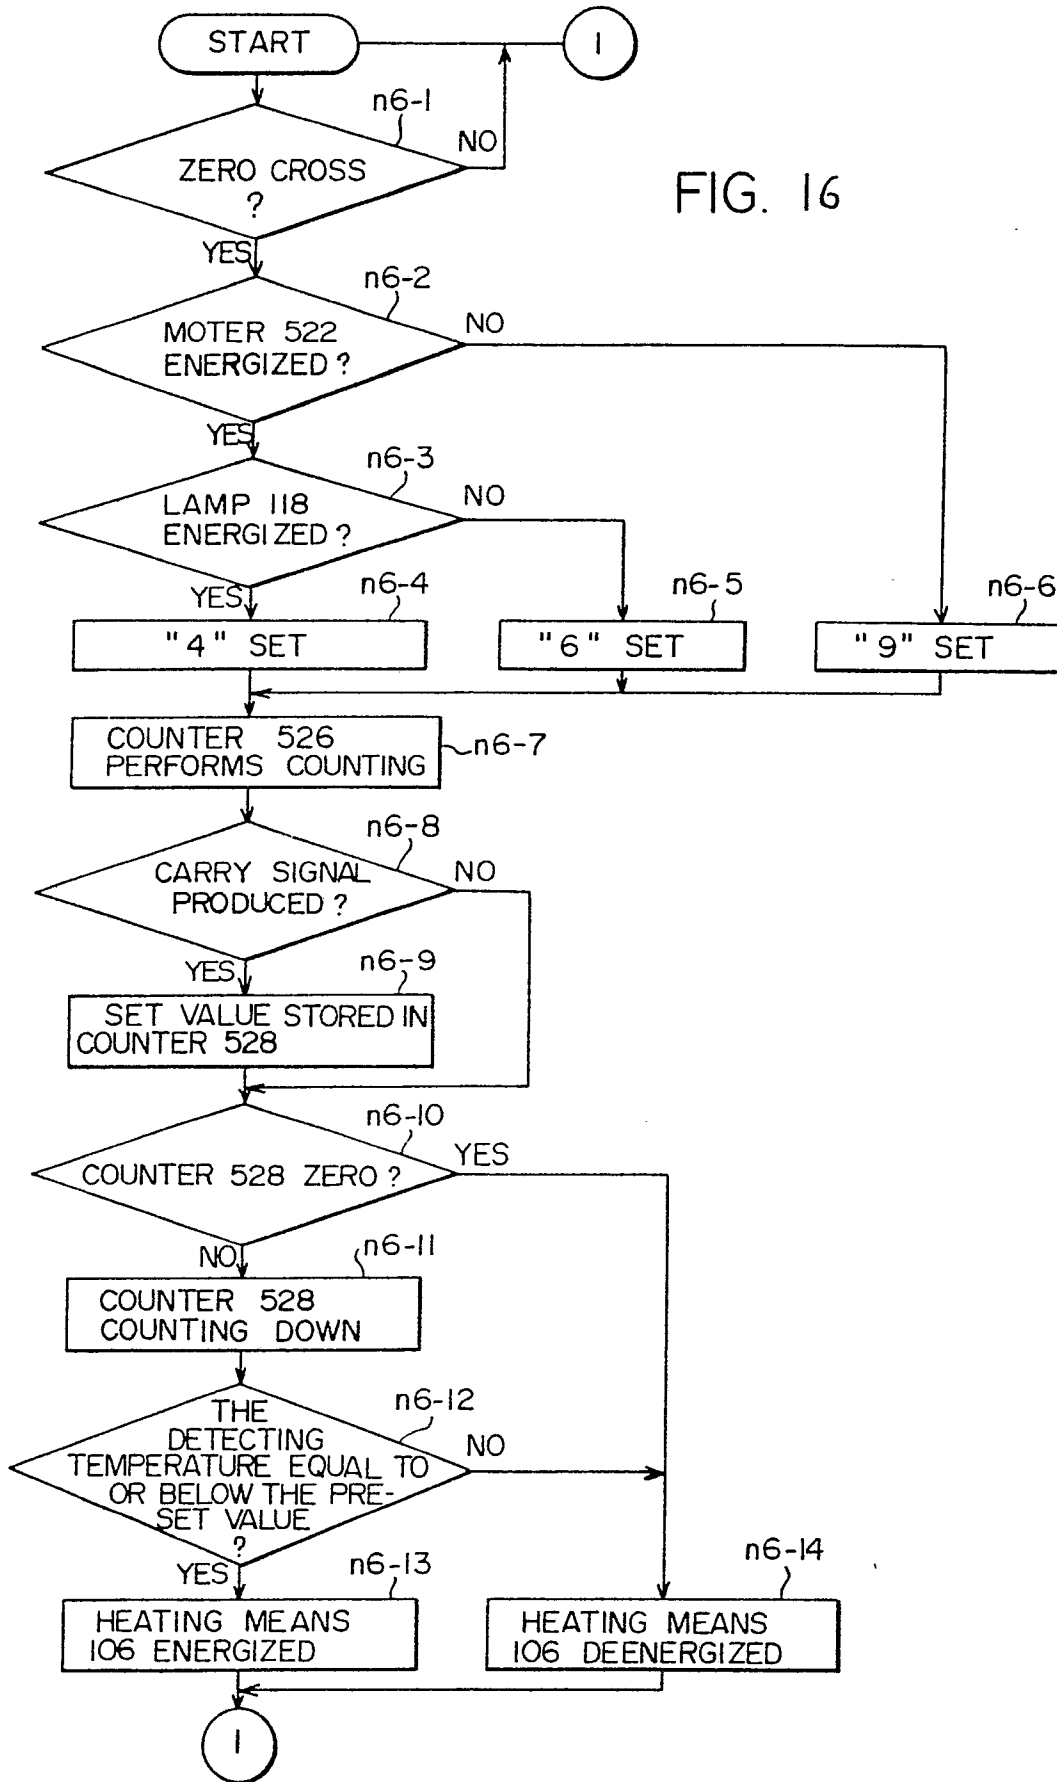 START
1
n6-1
NO
ZERO CROSS
?
FIG. 16
YES
n6-2
NO
MOTER 522
ENERGIZED ?
YES
n6-3
NO
LAMP 118
ENERGIZED ?
YES
n6-4
n6-5
n6-6
"4" SET
"6" SET
"9" SET
COUNTER 526
PERFORMS COUNTING
n6-7
n6-8
NO
CARRY SIGNAL
PRODUCED ?
YES
n6-9
SET VALUE STORED IN
COUNTER 528
n6-10
YES
COUNTER 528 ZERO ?
NO
n6-11
COUNTER 528
COUNTING DOWN
n6-12
NO
THE
DETECTING
TEMPERATURE EQUAL TO
OR BELOW THE PRE-
SET VALUE
?
YES
n6-13
n6-14
HEATING MEANS
106 ENERGIZED
HEATING MEANS
106 DEENERGIZED
1